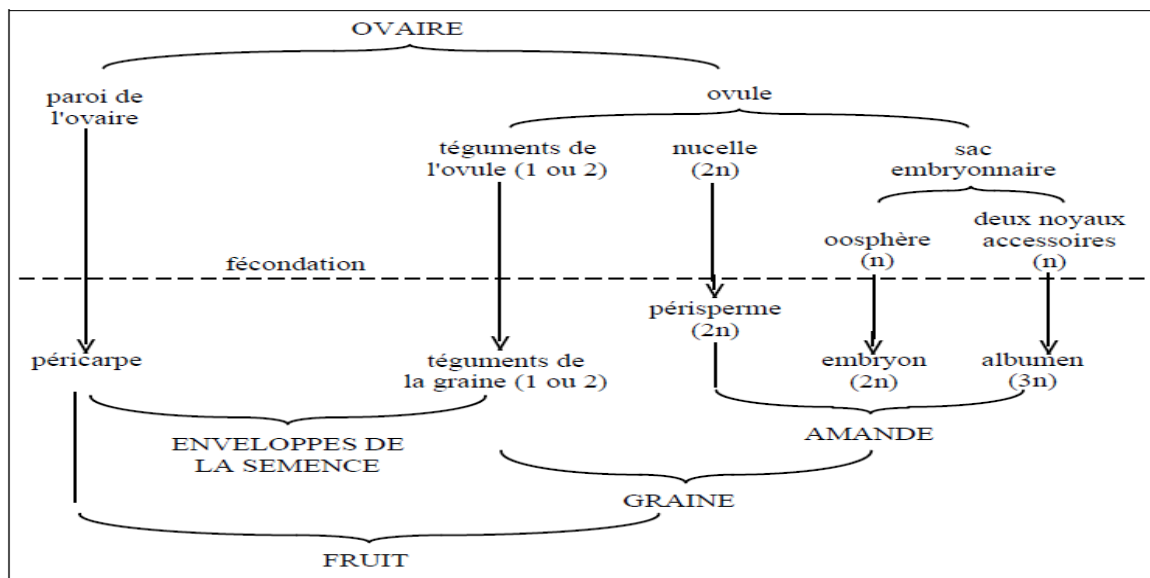 OVAIRE
paroi de
l'ovaire
ovule
téguments de
l'ovule (1 ou 2)
nucelle
(2n)
sac
embryonnaire
oosphère
(n)
deux noyaux
accessoires
(n)
fécondation
périsperme
(2n)
péricarpe
téguments de
la graine (1 ou 2)
embryon
(2n)
albumen
(3n)
ENVELOPPES DE
LA SEMENCE
AMANDE
GRAINE
FRUIT